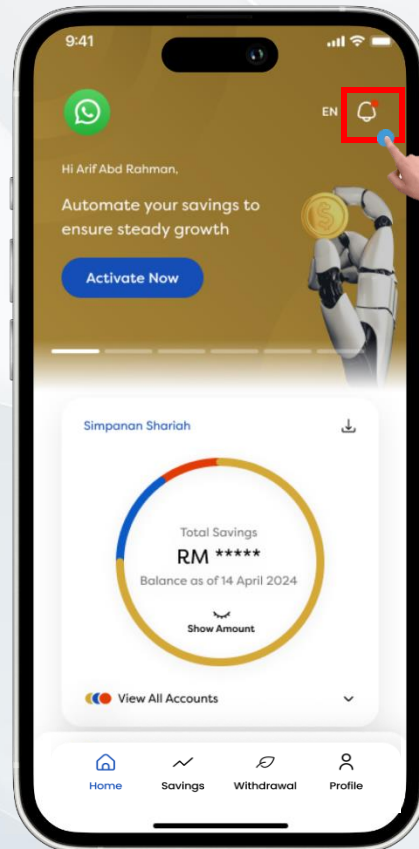 9:41
EN
Hi Arif Abd Rahman,
Automate your savings to
ensure steady growth
Activate Now
Simpanan Shariah
Total Savings
RM *****
Balance as of 14 April 2024
Show Amount
View All Accounts
Home
Savings
Withdrawal
Profile